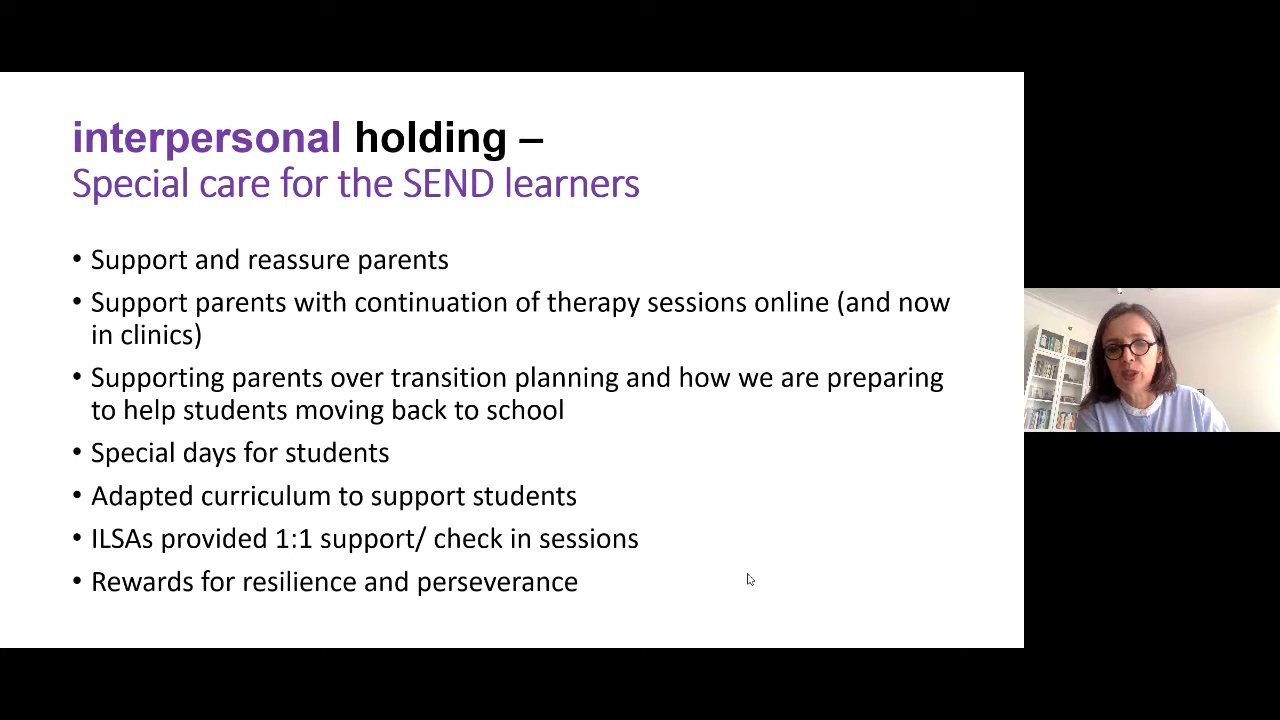 interpersonal holding –
Special care for the SEND learners
• Support and reassure parents
• Support parents with continuation of therapy sessions online (and now
in clinics)
• Supporting parents over transition planning and how we are preparing
to help students moving back to school
• Special days for students
• Adapted curriculum to support students
• ILSAs provided 1:1 support/ check in sessions
• Rewards for resilience and perseverance